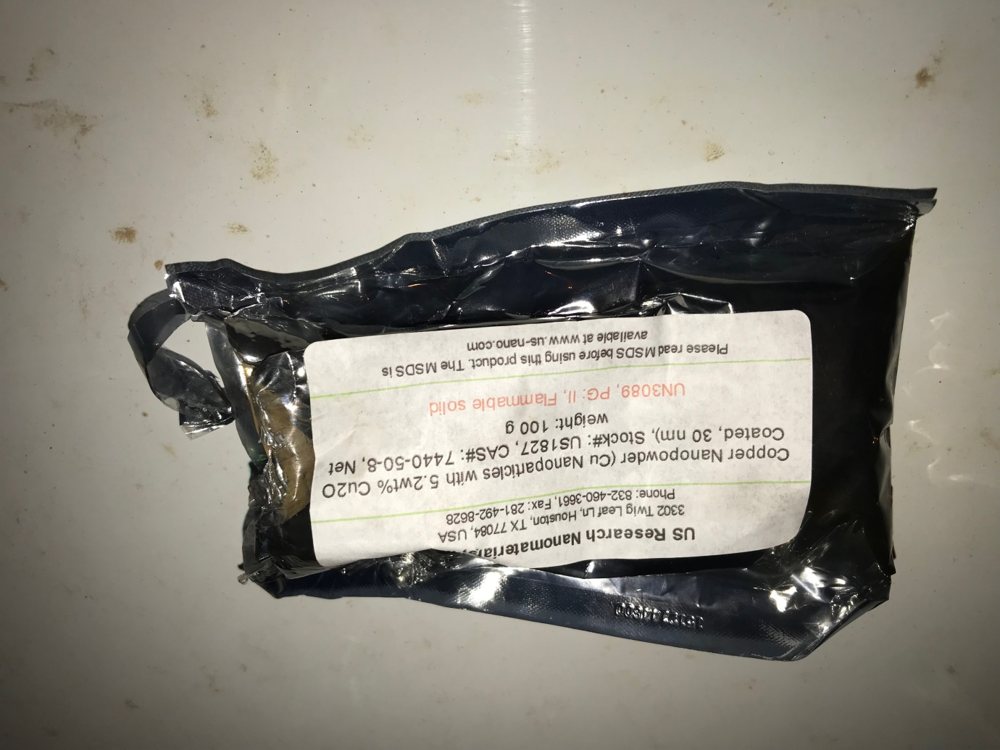 US Research Nanomaterials,
3302 Twig Leaf Ln, Houston, TX 77084, USA
Phone: 832-460-3661, Fax: 281-492-8628
Copper Nanopowder (Cu Nanoparticles with 5.2wt% Cu2O
Coated, 30 nm), Stock#: US1827, CAS#: 7440-50-8, Net
weight: 100 g
UN3089, PG: II, Flammable solid
Please read MSDS before using this product. The MSDS is
available at www.us-nano.com